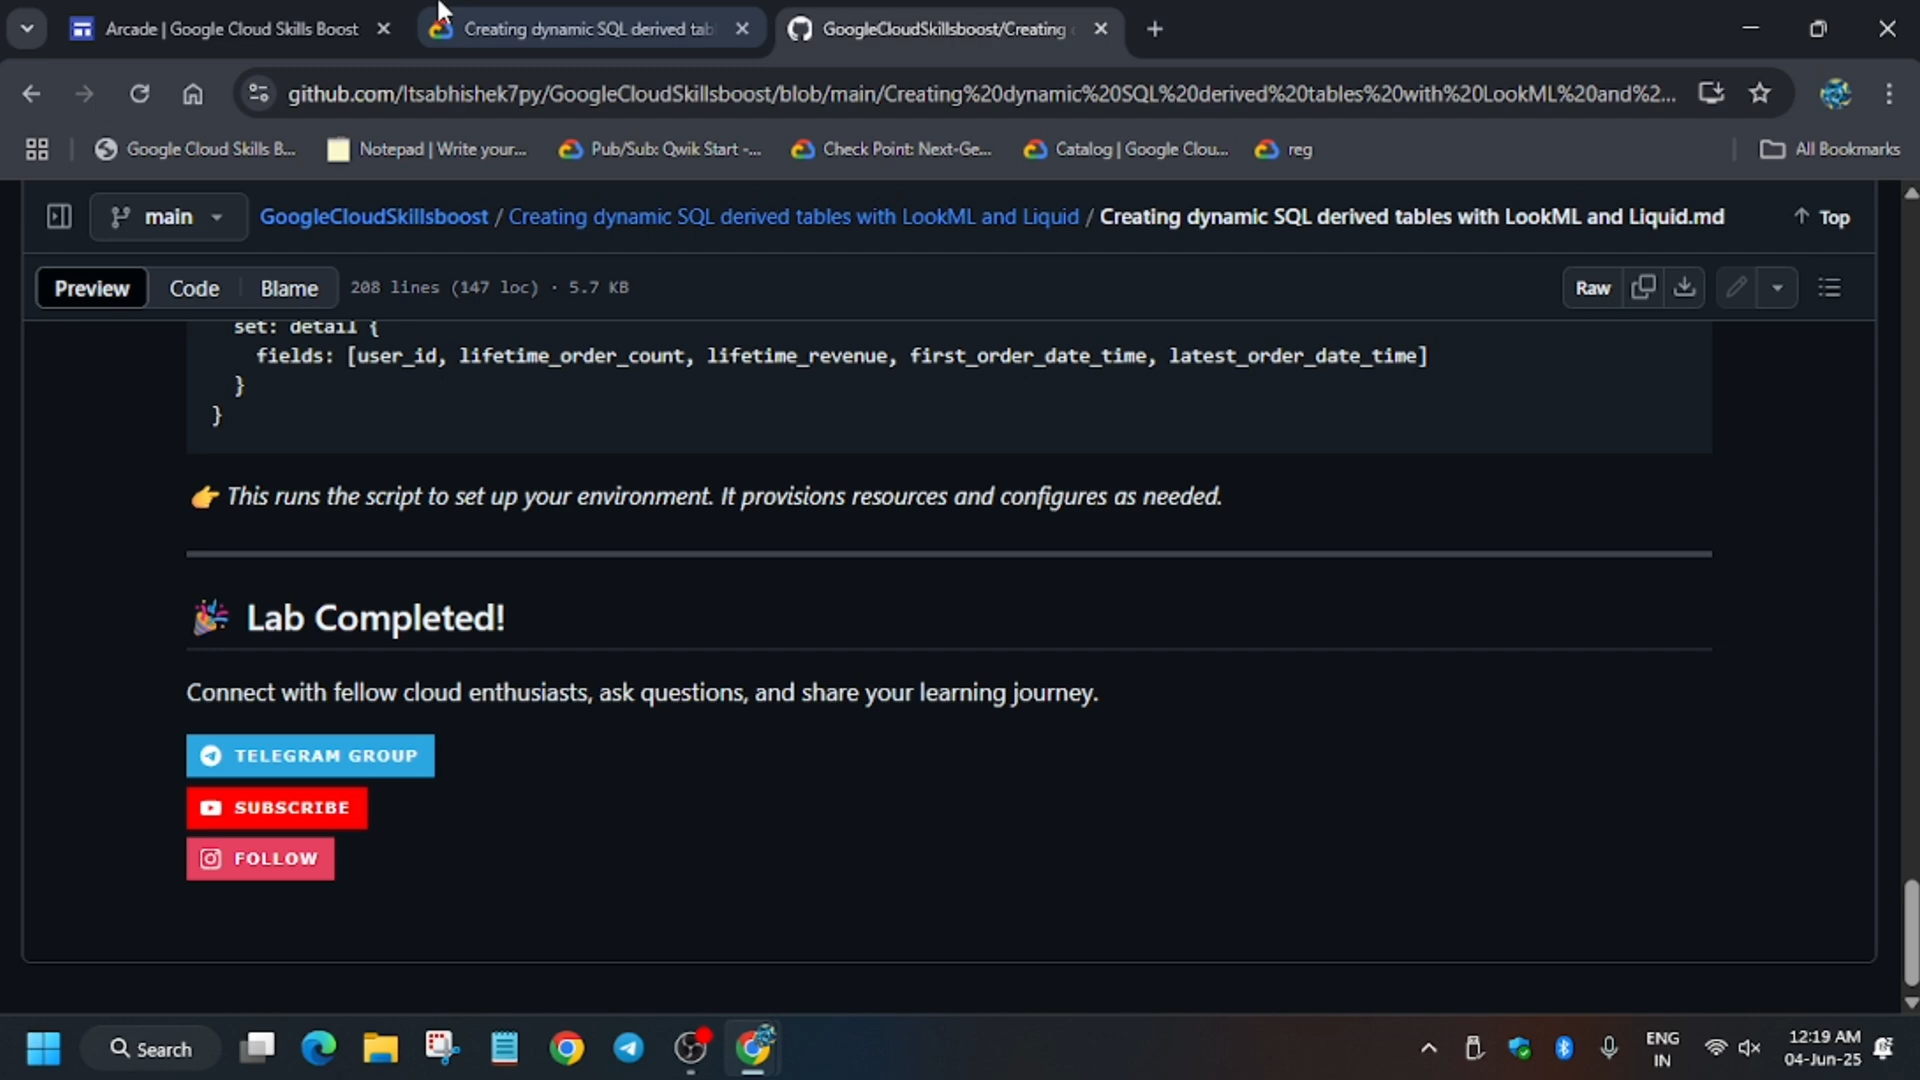 Arcade | Google Cloud Skills Boost
Creating dynamic SQL derived tab
GoogleCloudSkillsboost/Creating
github.com/Itsabhishek7py/GoogleCloudSkillsboost/blob/main/Creating%20dynamic%20SQL%20derived%20tables%20with%20LookML%20and%2...
Google Cloud Skills B...
Notepad | Write your...
Pub/Sub: Qwik Start -...
Check Point: Next-Ge...
Catalog | Google Clou...
reg
All Bookmarks
main
GoogleCloudSkillsboost / Creating dynamic SQL derived tables with LookML and Liquid / Creating dynamic SQL derived tables with LookML and Liquid.md
Top
Preview
Code
Blame
208 lines (147 loc) · 5.7 KB
Raw
set: detail {
fields: [user_id, lifetime_order_count, lifetime_revenue, first_order_date_time, latest_order_date_time]
}
}
👉 This runs the script to set up your environment. It provisions resources and configures as needed.
🎉 Lab Completed!
Connect with fellow cloud enthusiasts, ask questions, and share your learning journey.
TELEGRAM GROUP
SUBSCRIBE
FOLLOW
Search
ENG
IN
12:19 AM
04-Jun-25